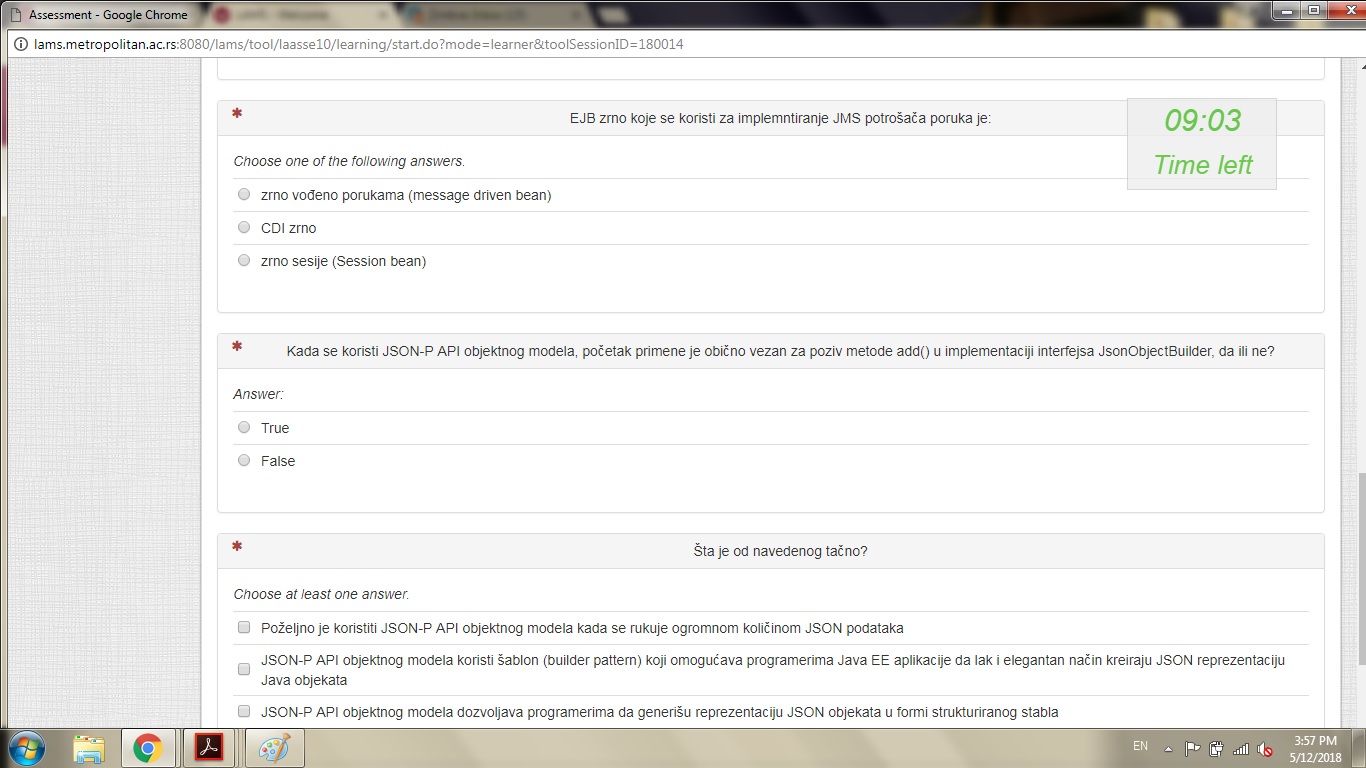 Assessment - Google Chrome
lams.metropolitan.ac.rs:8080/lams/tool/laasse10/learning/start.do?mode=learner&toolSessionID=180014
09:03
Time left
* EJB zrno koje se koristi za implemntiranje JMS potrošača poruka je:
Choose one of the following answers.
zrno vođeno porukama (message driven bean)
CDI zrno
zrno sesije (Session bean)
* Kada se koristi JSON-P API objektnog modela, početak primene je obično vezan za poziv metode add() u implementaciji interfejsa JsonObjectBuilder, da ili ne?
Answer:
True
False
* Šta je od navedenog tačno?
Choose at least one answer.
Poželjno je koristiti JSON-P API objektnog modela kada se rukuje ogromnom količinom JSON podataka
JSON-P API objektnog modela koristi šablon (builder pattern) koji omogućava programerima Java EE aplikacije da lak i elegantan način kreiraju JSON reprezentaciju
Java objekata
JSON-P API objektnog modela dozvoljava programerima da generišu reprezentaciju JSON objekata u formi strukturiranog stabla
EN
3:57 PM
5/12/2018